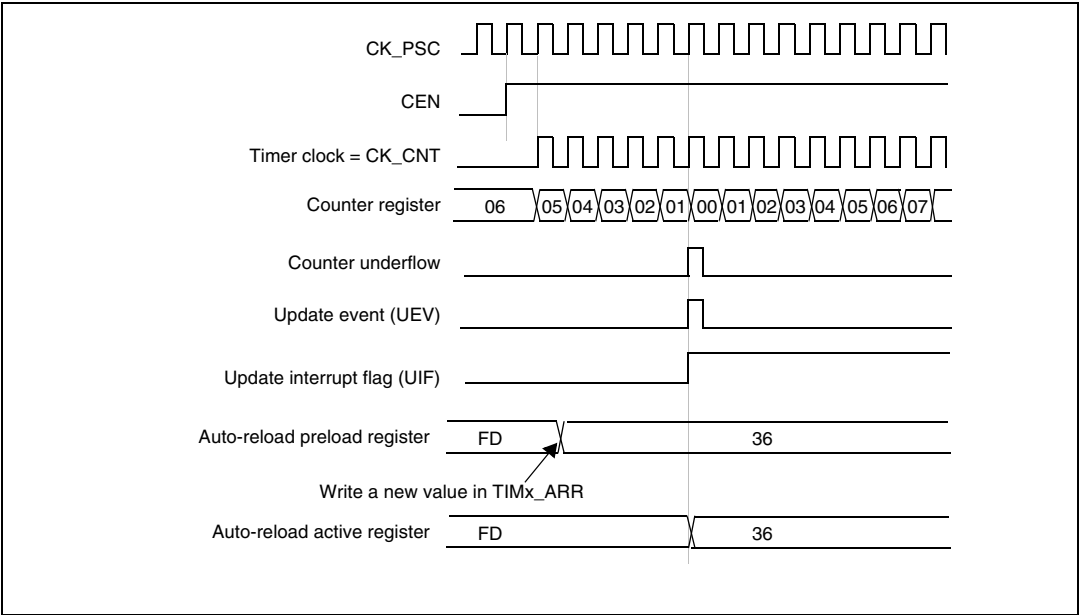 CK_PSC
CEN
Timer clock = CK_CNT
Counter register 06 05 04 03 02 01 00 01 02 03 04 05 06 07
Counter underflow
Update event (UEV)
Update interrupt flag (UIF)
Auto-reload preload register FD 36
Write a new value in TIMx_ARR
Auto-reload active register FD 36